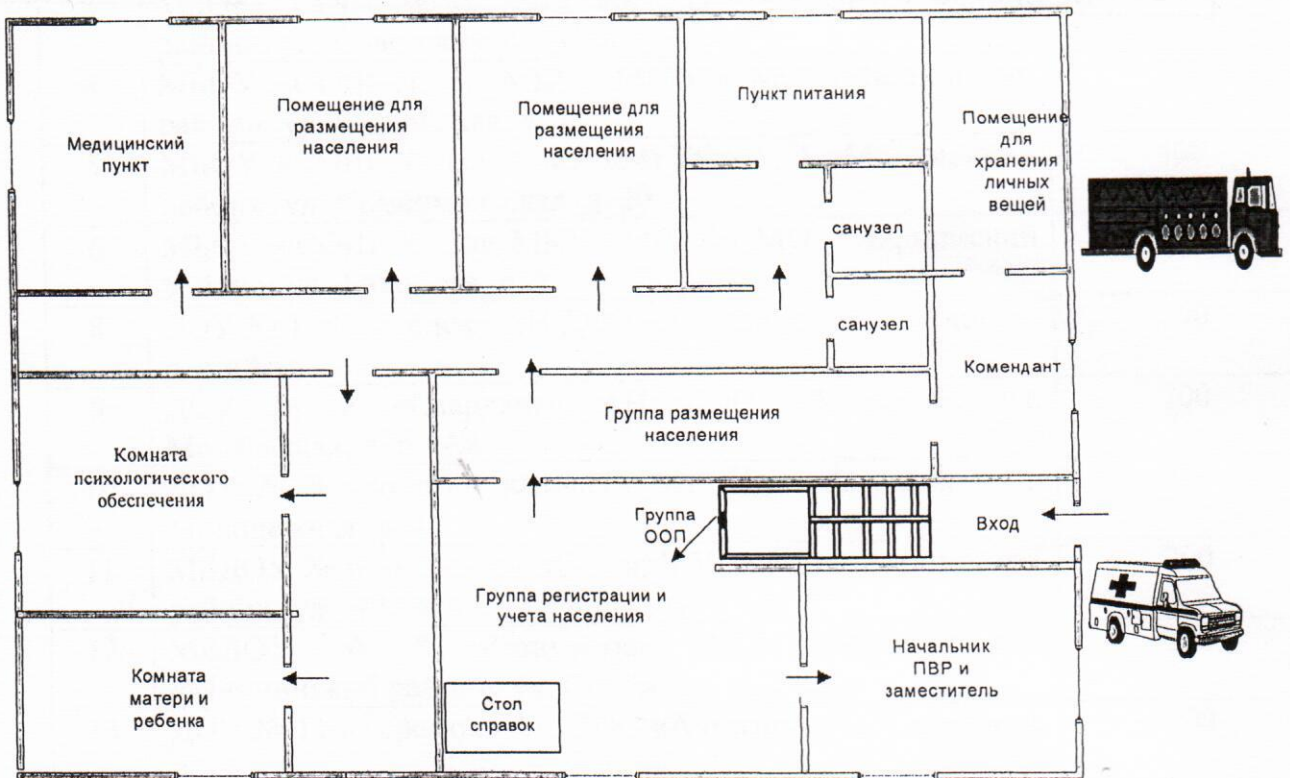 Медицинский
пункт
Помещение для
размещения
населения
Помещение для
размещения
населения
Пункт питания
Помещение
для
хранения
личных
вещей
санузел
санузел
Комендант
Группа размещения
населения
Комната
психологического
обеспечения
Группа
ООП
Вход
Группа регистрации и
учета населения
Начальник
ПВР и
заместитель
Комната
матери и
ребенка
Стол
справок